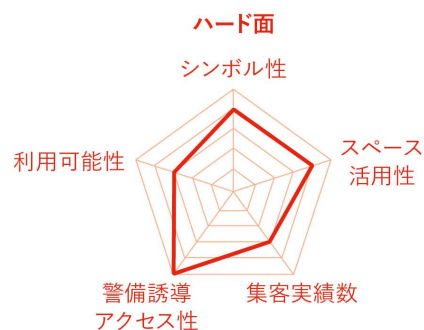 ハード面
シンボル性
スペース
活用性
利用可能性
警備誘導
アクセス性
集客実績数